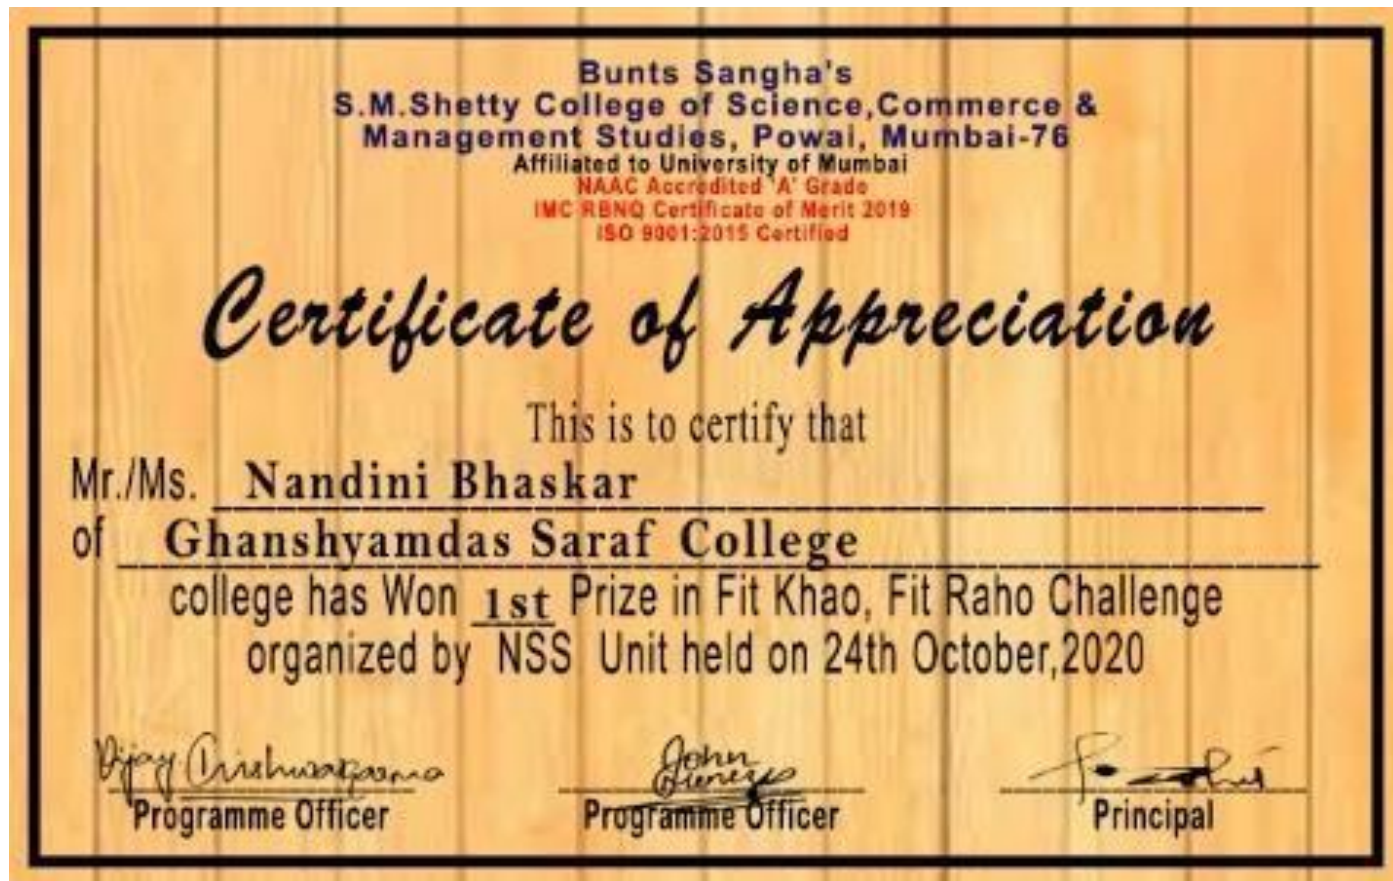 Bunts Sangha's
S.M.Shetty College of Science,Commerce &
Management Studies, Powai, Mumbai-76
Affiliated to University of Mumbai
NAAC Accredited 'A' Grade
IMC RBNQ Certificate of Merit 2019
ISO 9001:2015 Certified
Certificate of Appreciation
This is to certify that
Mr./Ms. Nandini Bhaskar
of Ghanshyamdas Saraf College
college has Won 1st Prize in Fit Khao, Fit Raho Challenge
organized by NSS Unit held on 24th October,2020
Vijay John
Programme Officer Programme Officer Principal